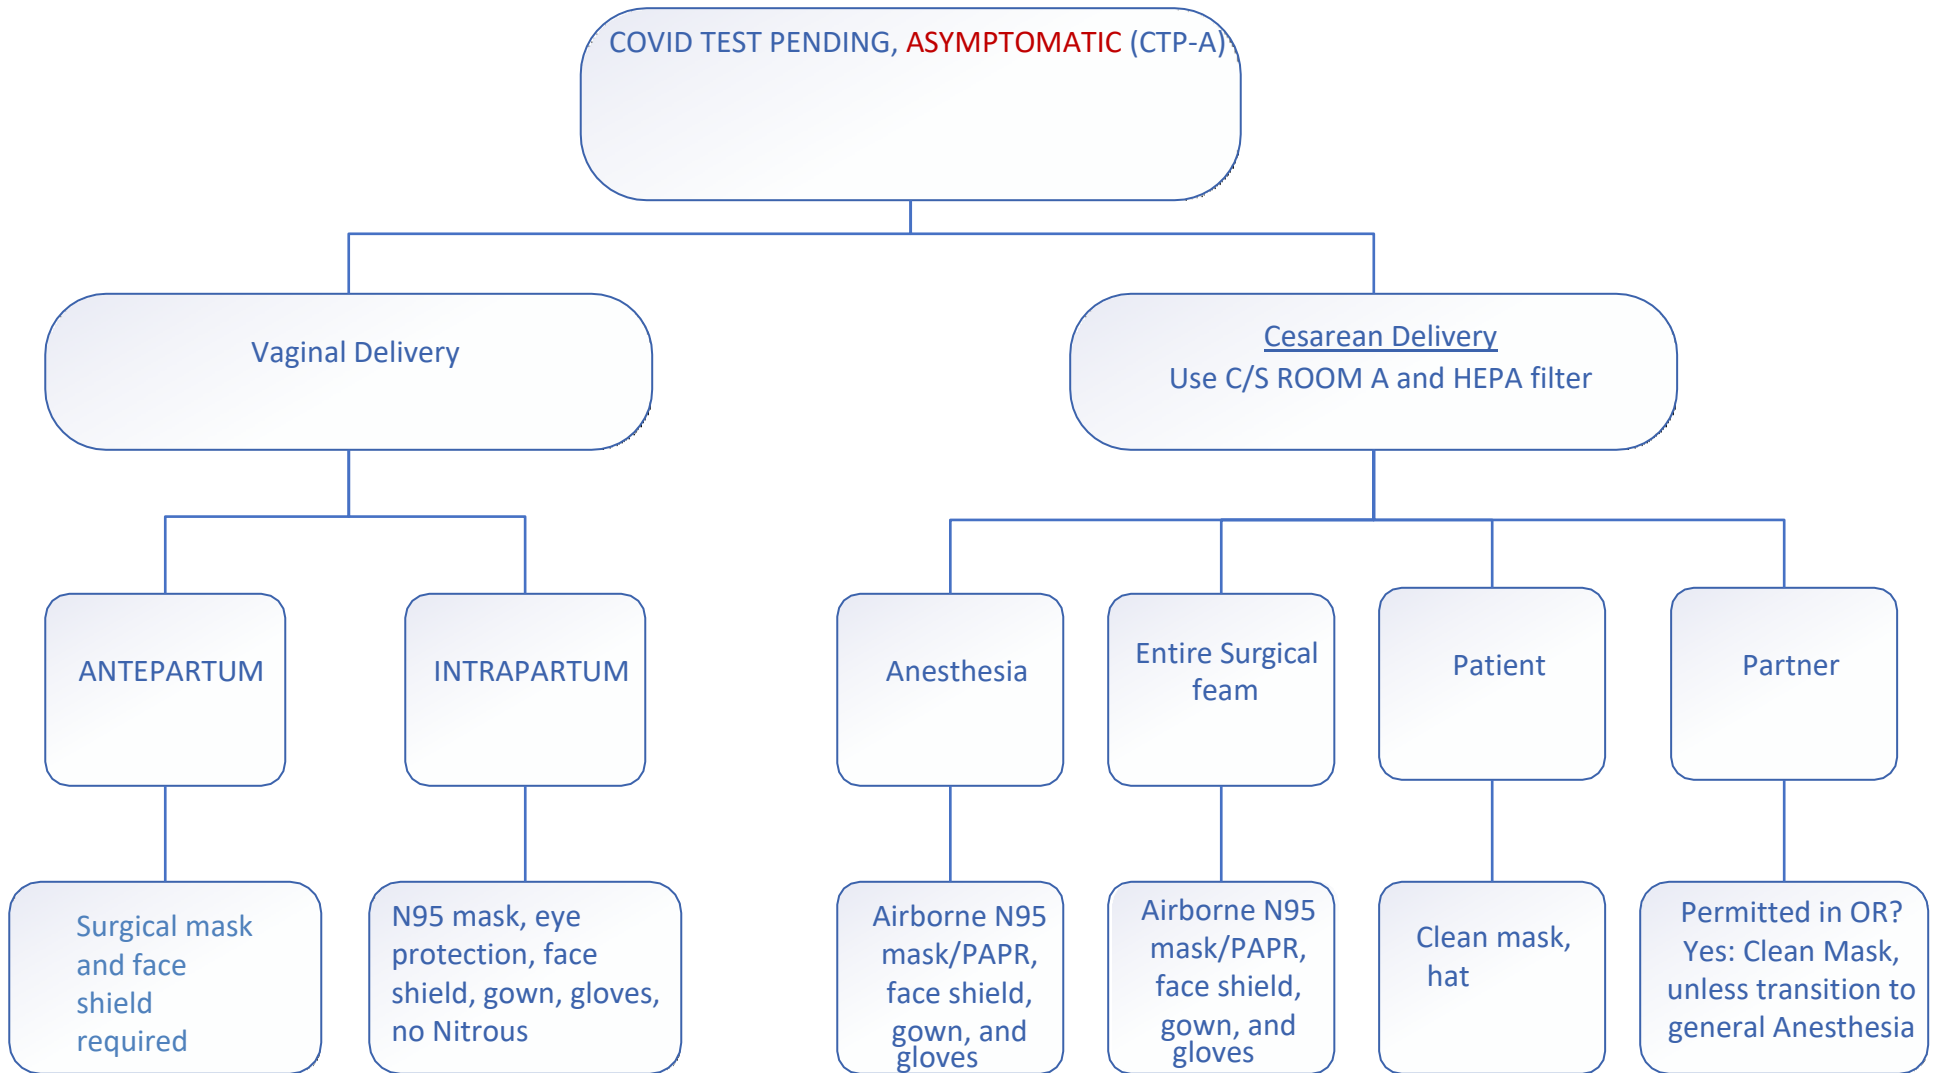 COVID TEST PENDING, ASYMPTOMATIC (CTP-A)
Vaginal Delivery
Cesarean Delivery
Use C/S ROOM A and HEPA filter
ANTEPARTUM
INTRAPARTUM
Anesthesia
Entire Surgical
feam
Patient
Partner
Surgical mask
and face
shield
required
N95 mask, eye
protection, face
shield, gown, gloves,
no Nitrous
Airborne N95
mask/PAPR,
face shield,
gown, and
gloves
Airborne N95
mask/PAPR,
face shield,
gown, and
gloves
Clean mask,
hat
Permitted in OR?
Yes: Clean Mask,
unless transition to
general Anesthesia